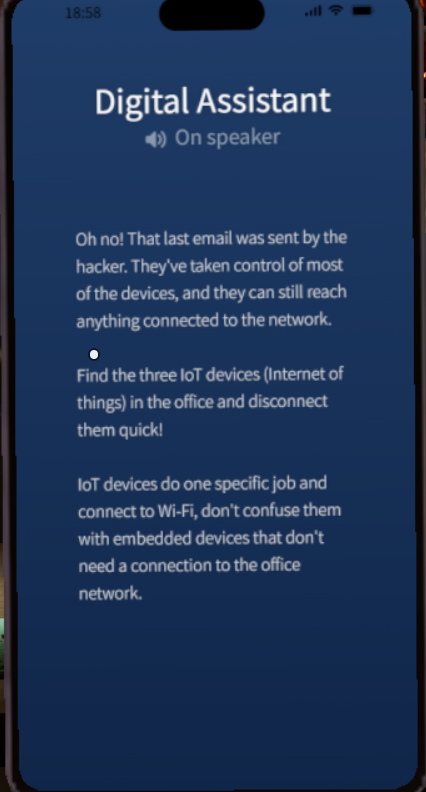 18:58
Digital Assistant
On speaker
Oh no! That last email was sent by the
hacker. They've taken control of most
of the devices, and they can still reach
anything connected to the network.
Find the three IoT devices (Internet of
things) in the office and disconnect
them quick!
IoT devices do one specific job and
connect to Wi-Fi, don't confuse them
with embedded devices that don't
need a connection to the office
network.